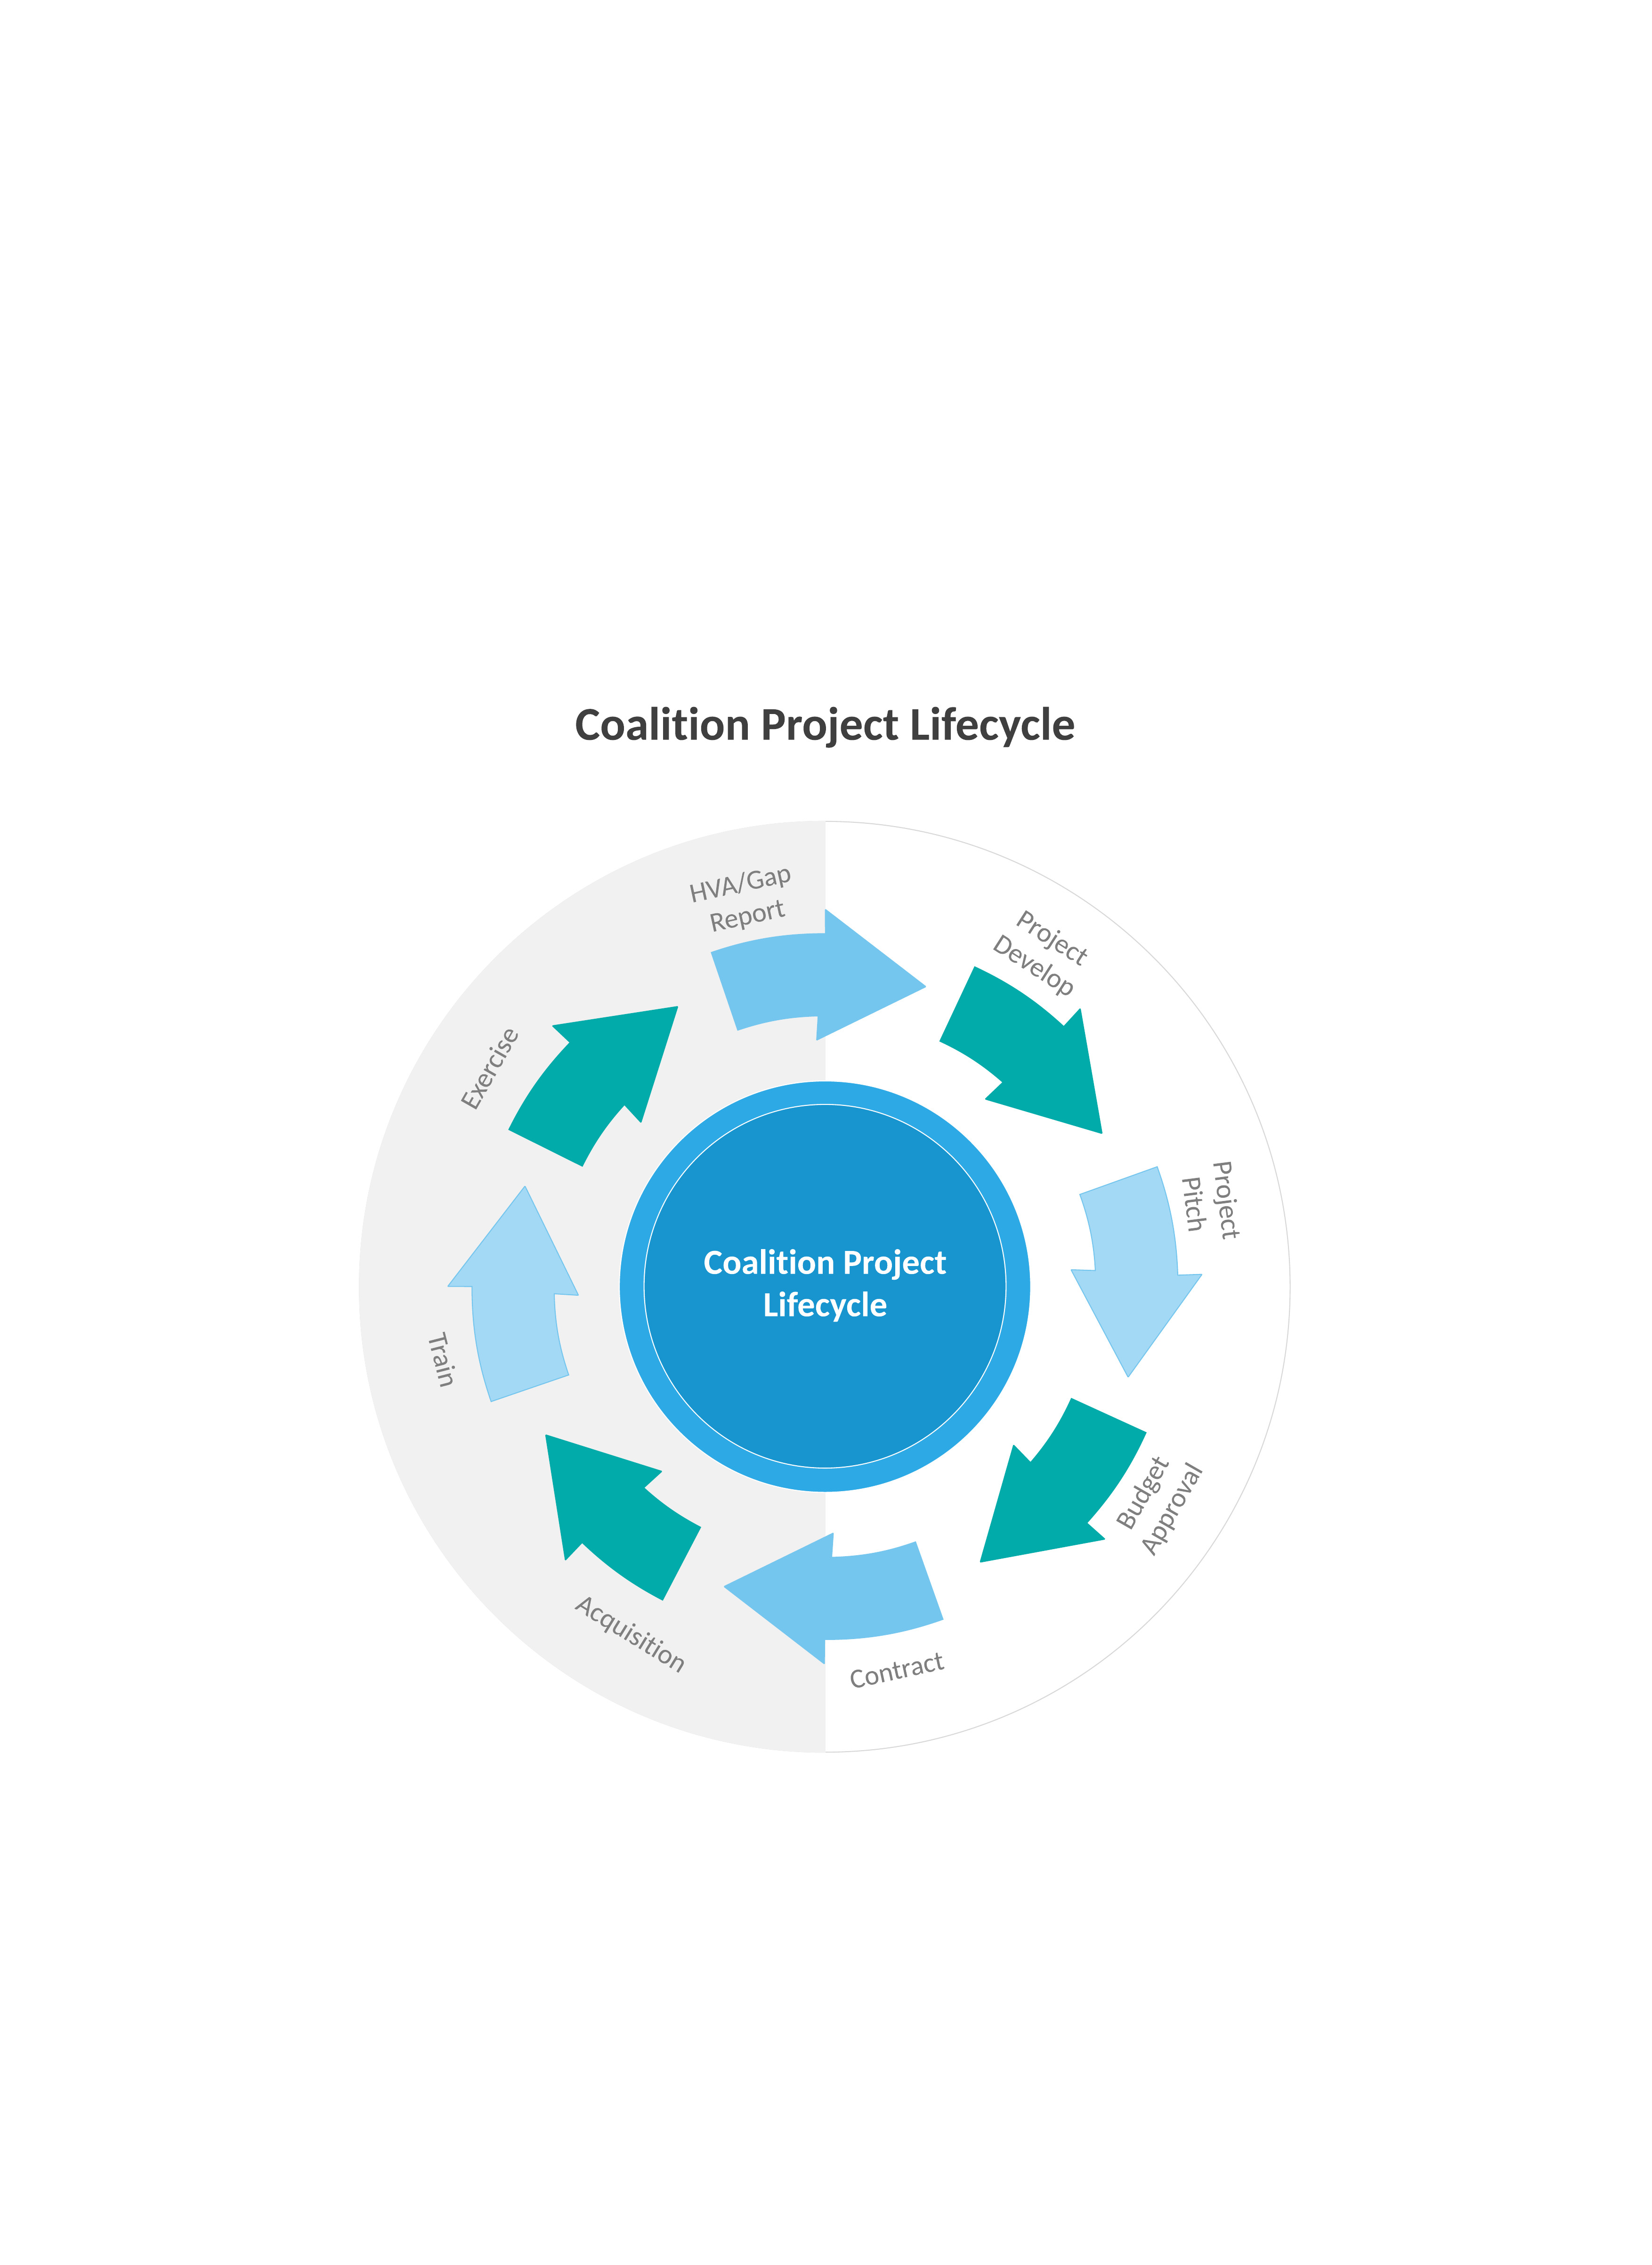 Coalition Project Lifecycle
HVA/Gap
Report
Project
Develop
Project
Pitch
Budget
Approval
Contract
Acquisition
Train
Exercise
Coalition Project
Lifecycle